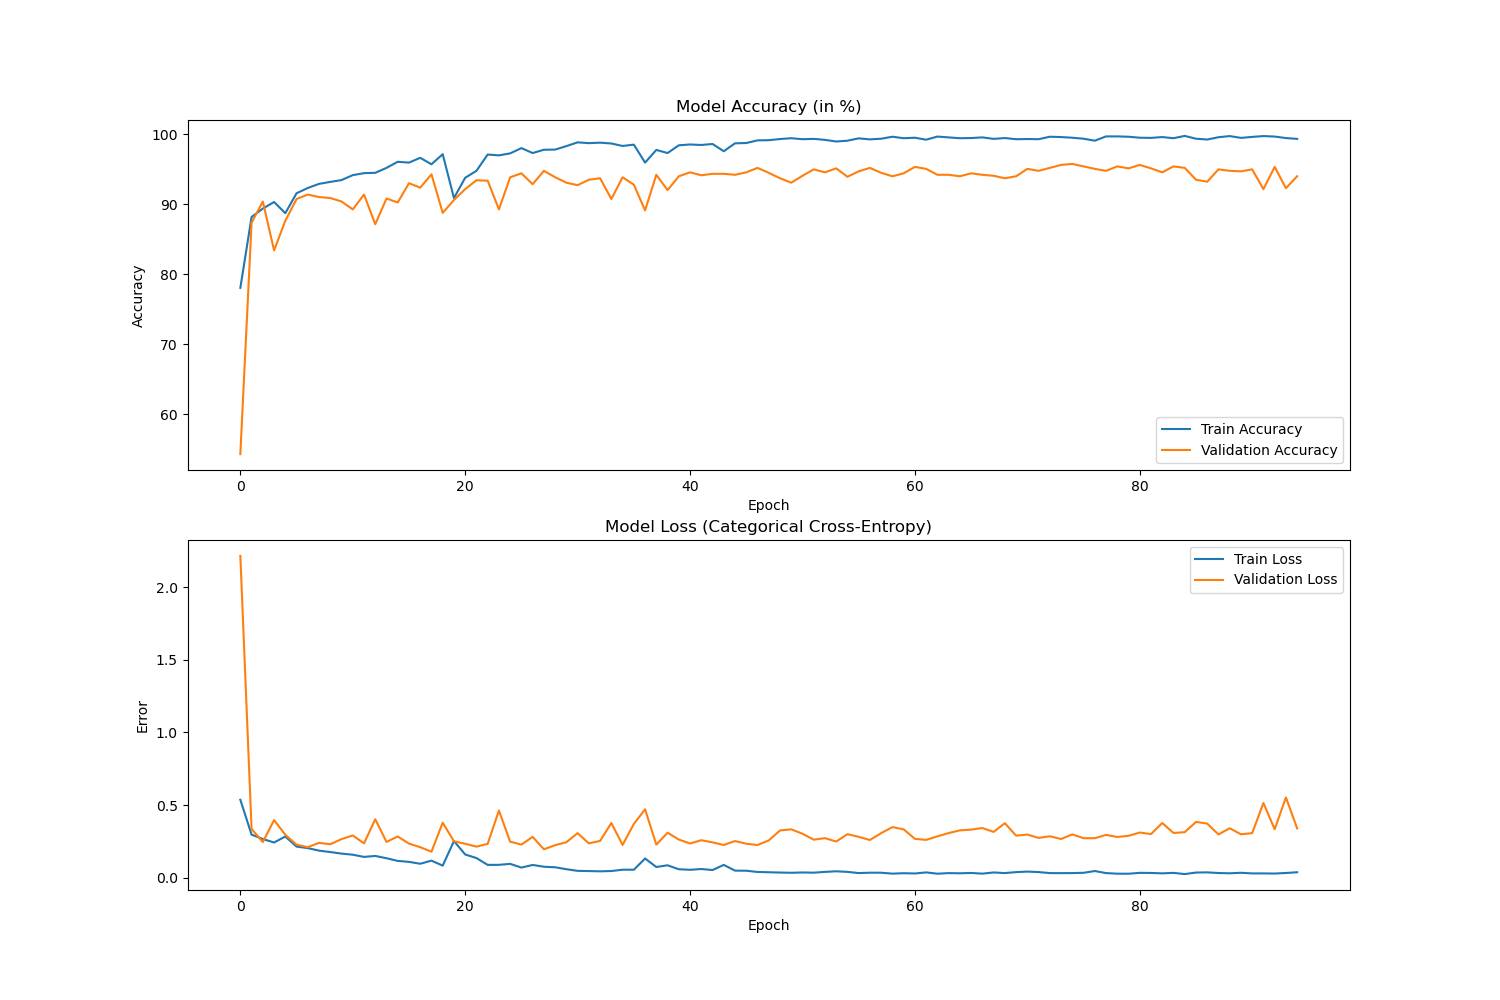 Model Accuracy (in %)
100
90
80
70
60
Accuracy
Train Accuracy
Validation Accuracy
0 20 40 60 80
Epoch
Model Loss (Categorical Cross-Entropy)
Train Loss
Validation Loss
2.0
1.5
1.0
0.5
0.0
Error
0 20 40 60 80
Epoch